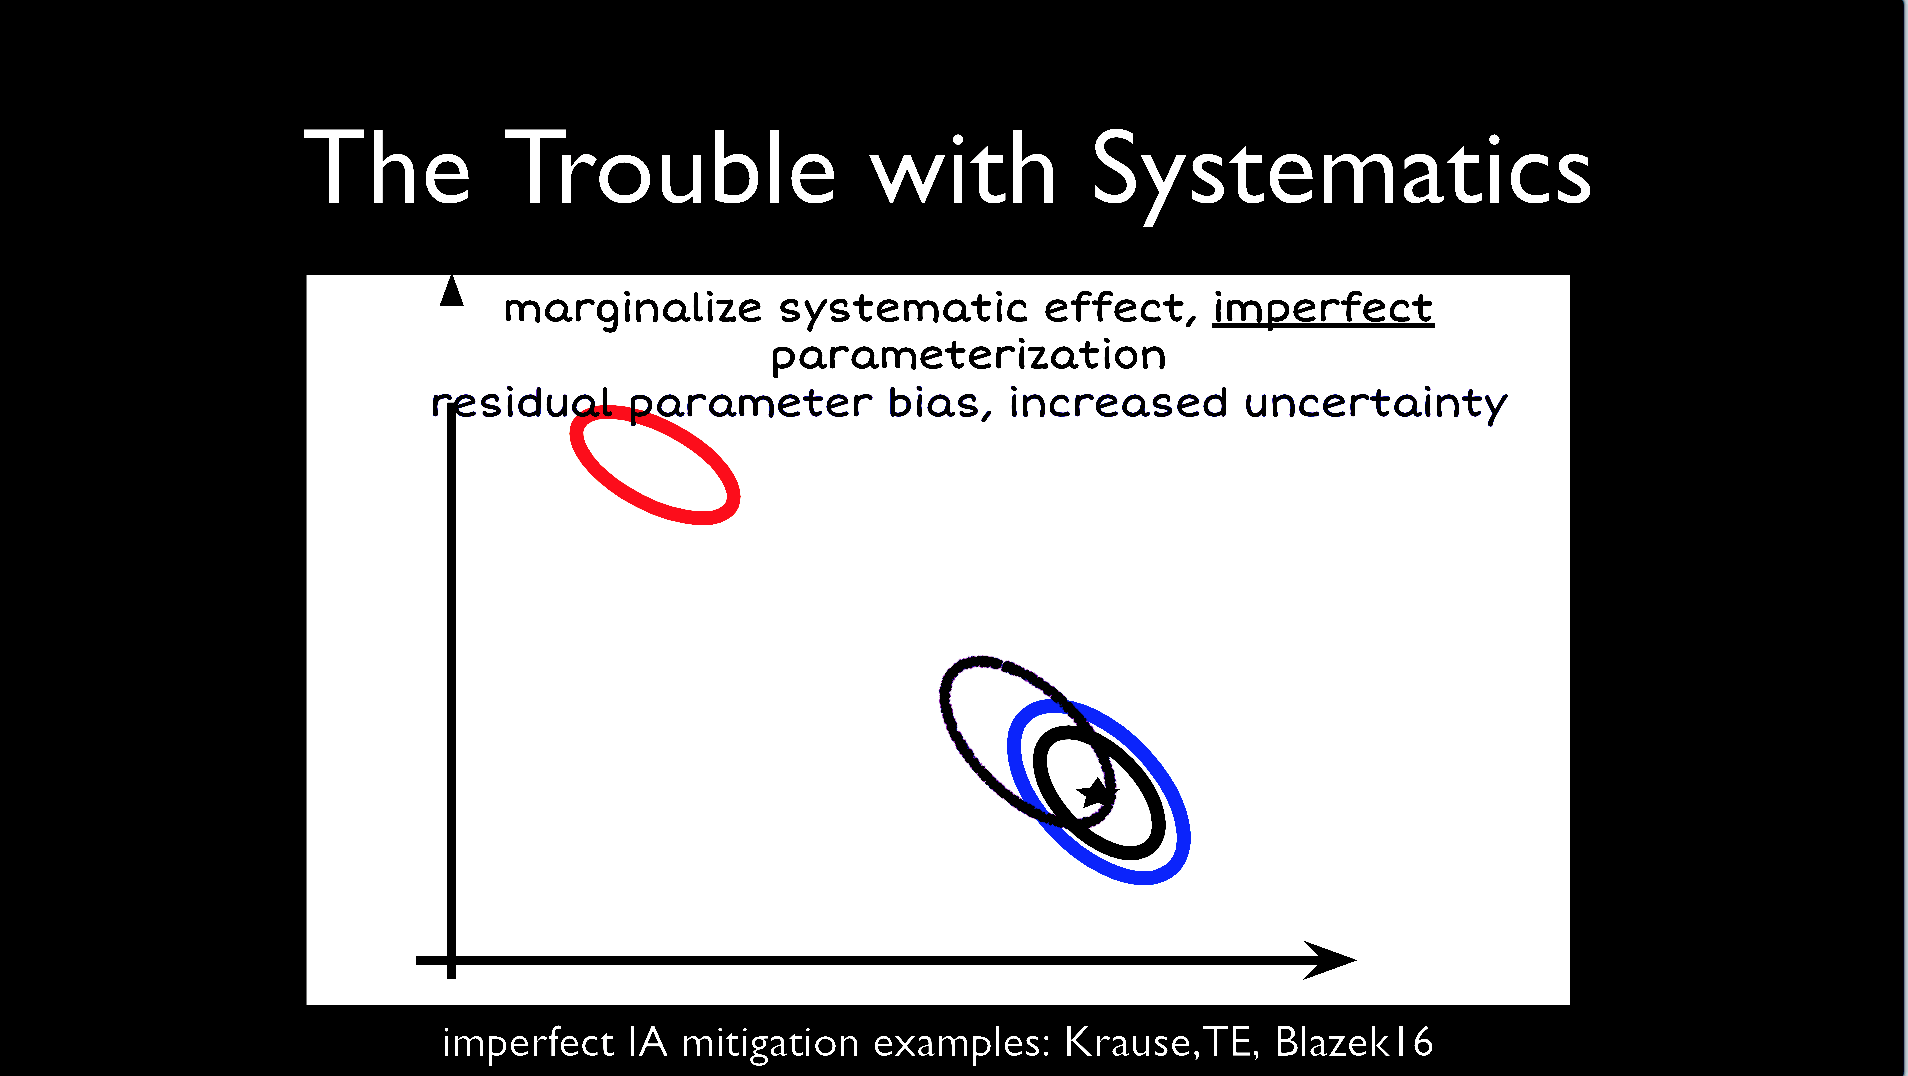 The Trouble with Systematics
marginalize systematic effect, imperfect
parameterization
residual parameter bias, increased uncertainty
imperfect IA mitigation examples: Krause,TE, Blazek16